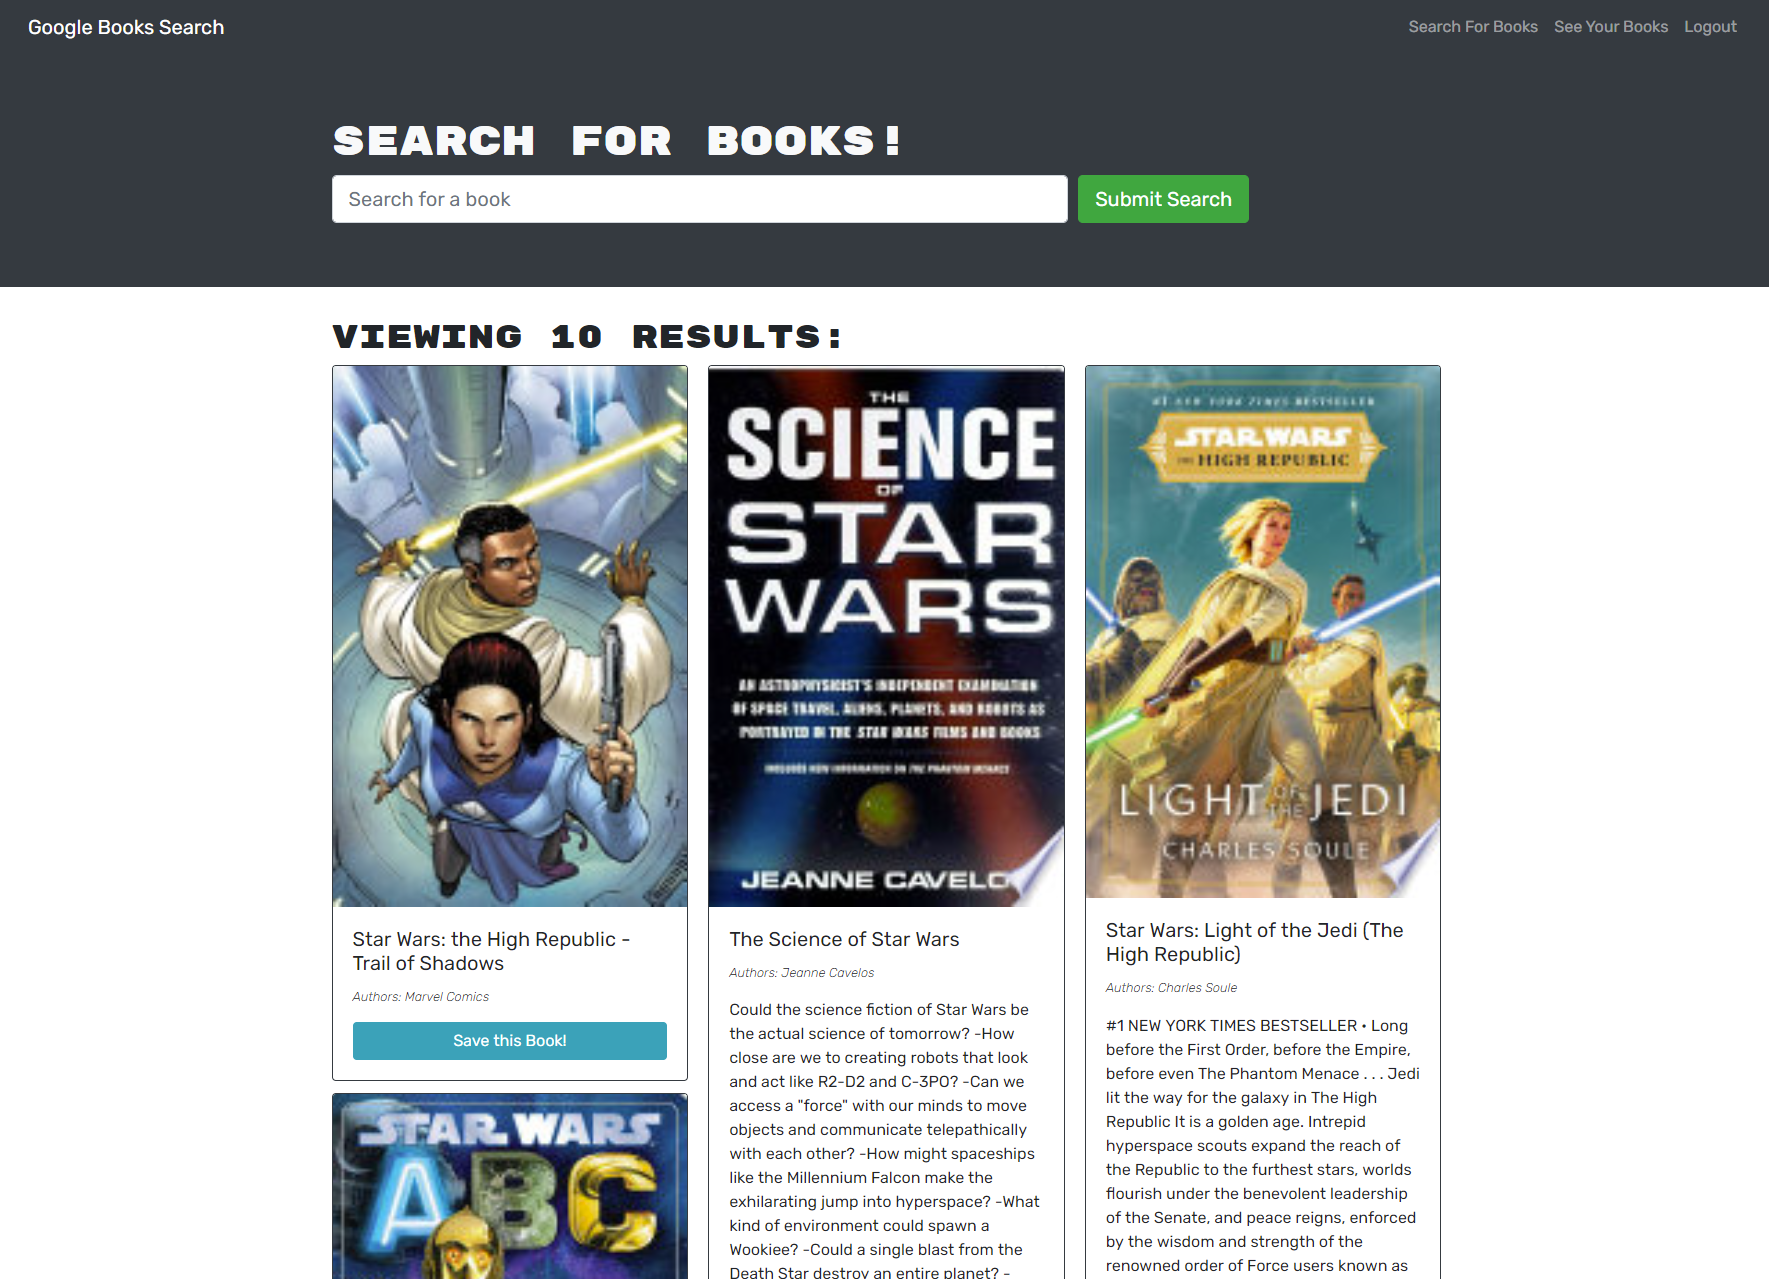 Google Books Search
Search For Books
See Your Books
Logout
SEARCH FOR BOOKS!
Search for a book
Submit Search
VIEWING 10 RESULTS:
Star Wars: the High Republic -
Trail of Shadows
Authors: Marvel Comics
Save this Book!
STAR WARS
ABC
THE
SCIENCE
OF
STAR
WARS
AN ASTROPHYSICIST'S INDEPENDENT EXAMINATION
OF SPACE TRAVEL, ALIENS, PLANETS, AND ROBOTS AS
PORTRAYED IN THE STAR WARS FILMS AND BOOKS
INCLUDES NEW INFORMATION ON THE PHANTOM MENACE
JEANNE CAVELO
The Science of Star Wars
Authors: Jeanne Cavelos
Could the science fiction of Star Wars be
the actual science of tomorrow? -How
close are we to creating robots that look
and act like R2-D2 and C-3PO? -Can we
access a "force" with our minds to move
objects and communicate telepathically
with each other? -How might spaceships
like the Millennium Falcon make the
exhilarating jump into hyperspace? -What
kind of environment could spawn a
Wookiee? -Could a single blast from the
Death Star destroy an entire planet? -
#1 NEW YORK TIMES BESTSELLER
STAR WARS
THE HIGH REPUBLIC
LIGHT OF THE JEDI
CHARLES SOULE
Star Wars: Light of the Jedi (The
High Republic)
Authors: Charles Soule
#1 NEW YORK TIMES BESTSELLER • Long
before the First Order, before the Empire,
before even The Phantom Menace . . . Jedi
lit the way for the galaxy in The High
Republic It is a golden age. Intrepid
hyperspace scouts expand the reach of
the Republic to the furthest stars, worlds
flourish under the benevolent leadership
of the Senate, and peace reigns, enforced
by the wisdom and strength of the
renowned order of Force users known as